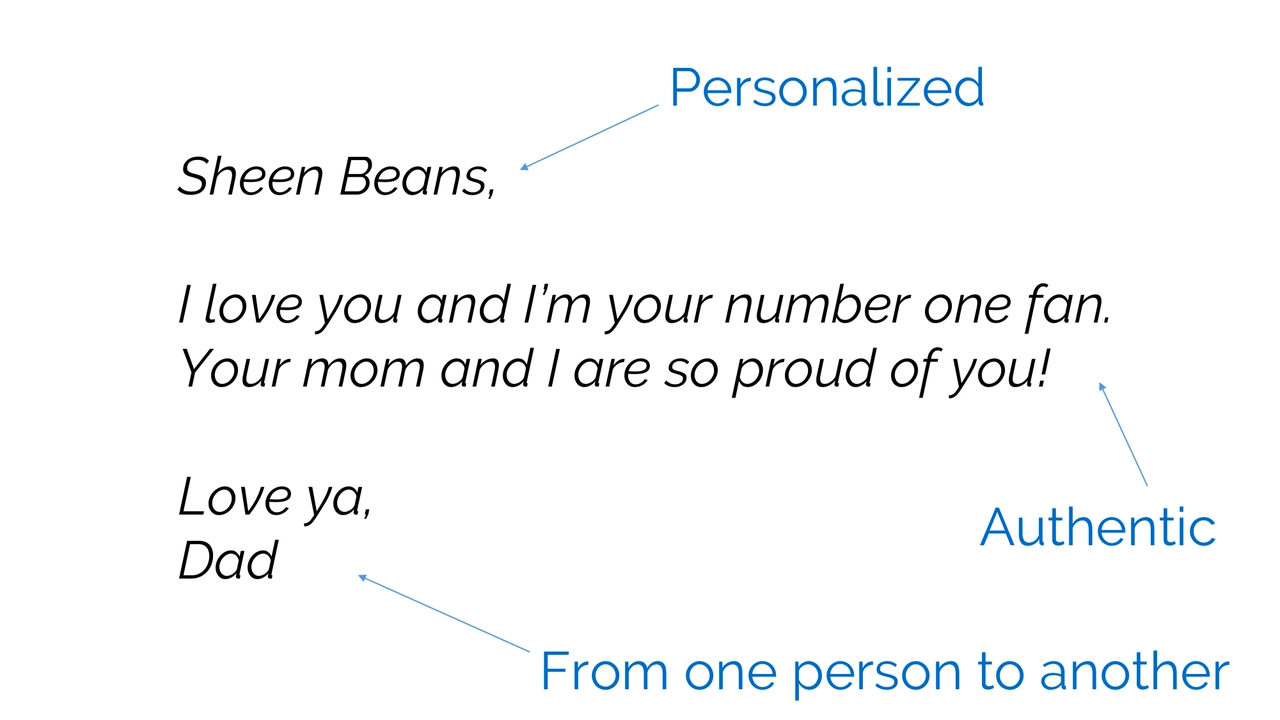 Personalized
Sheen Beans,
I love you and I’m your number one fan.
Your mom and I are so proud of you!
Love ya,
Authentic
Dad
From one person to another